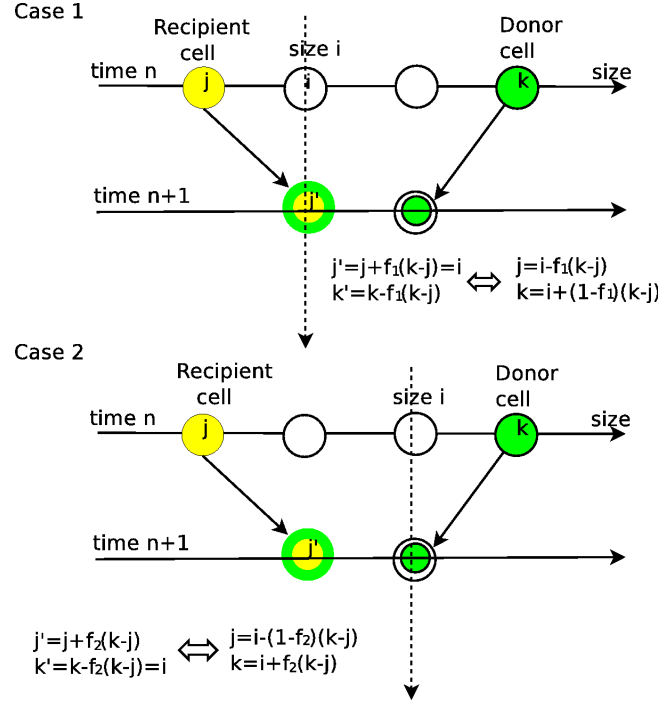 Case 1
Recipient
cell
size i
Donor
cell
time n
j
i
k
size
time n+1
j'
j'=j+f₁(k-j)=i
k'=k-f₁(k-j)
j=i-f₁(k-j)
k=i+(1-f₁)(k-j)
Case 2
Recipient
cell
size i
Donor
cell
time n
j
k
size
time n+1
j'
j'=j+f₂(k-j)
k'=k-f₂(k-j)=i
j=i-(1-f₂)(k-j)
k=i+f₂(k-j)